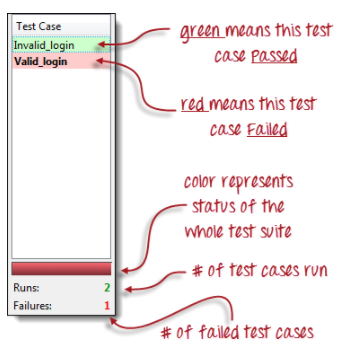 Test Case
Invalid_login
Valid_login
green means this test
case Passed
red means this test
case Failed
color represents
status of the
whole test suite
Runs: 2
# of test cases run
Failures: 1
# of failed test cases